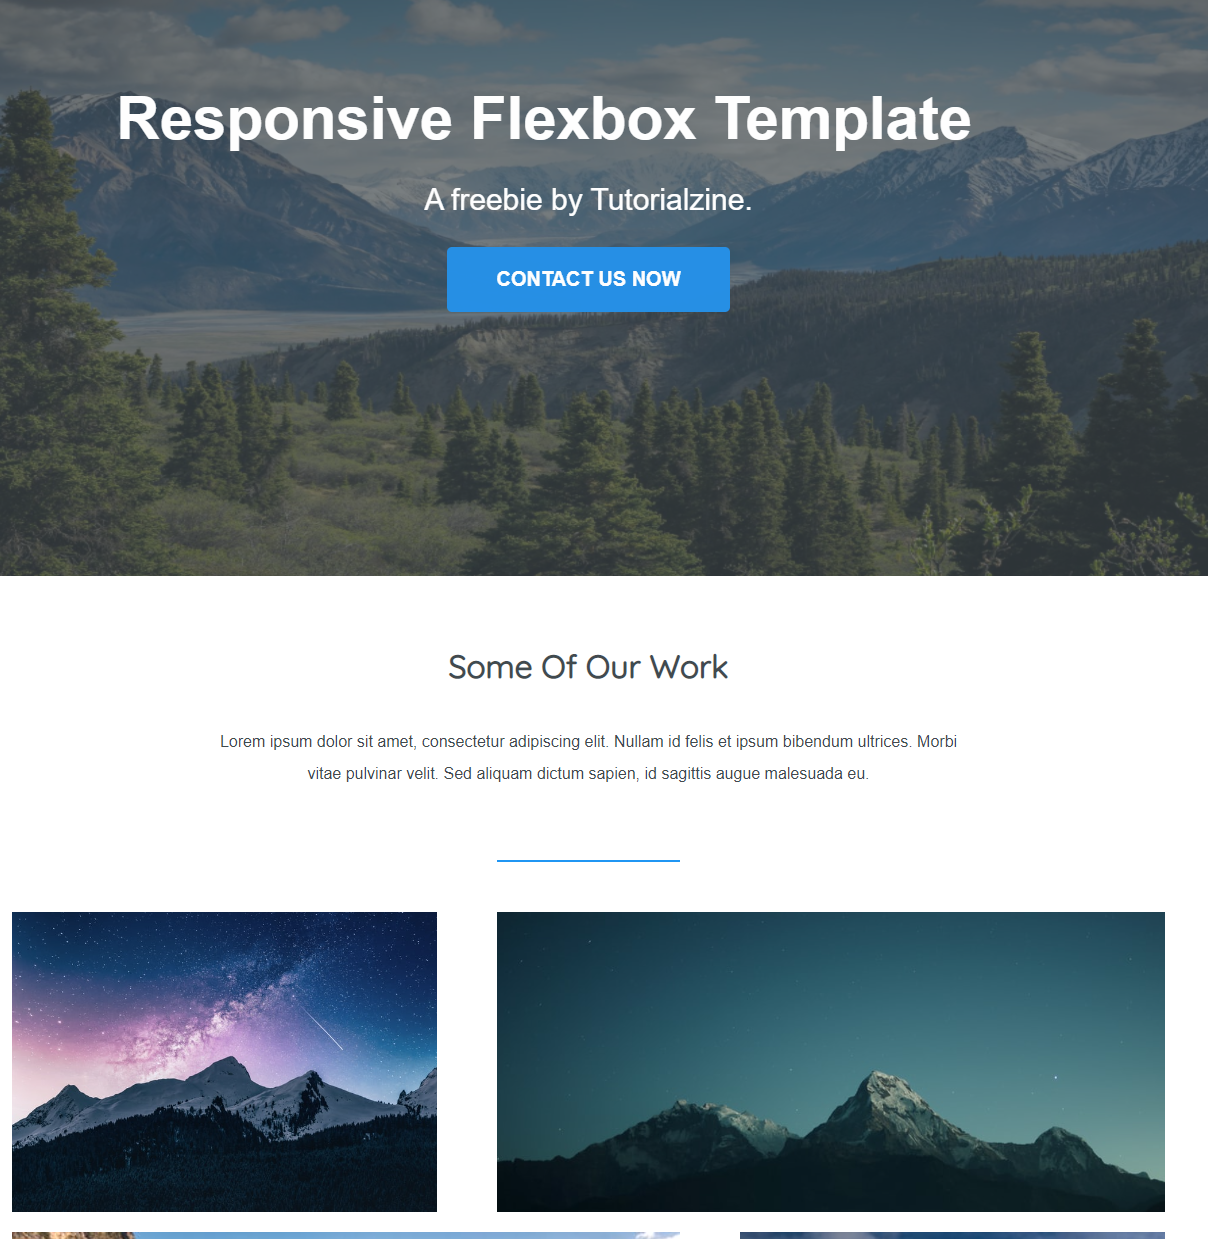 Responsive Flexbox Template
A freebie by Tutorialzine.
CONTACT US NOW
Some Of Our Work
Lorem ipsum dolor sit amet, consectetur adipiscing elit. Nullam id felis et ipsum bibendum ultrices. Morbi
vitae pulvinar velit. Sed aliquam dictum sapien, id sagittis augue malesuada eu.